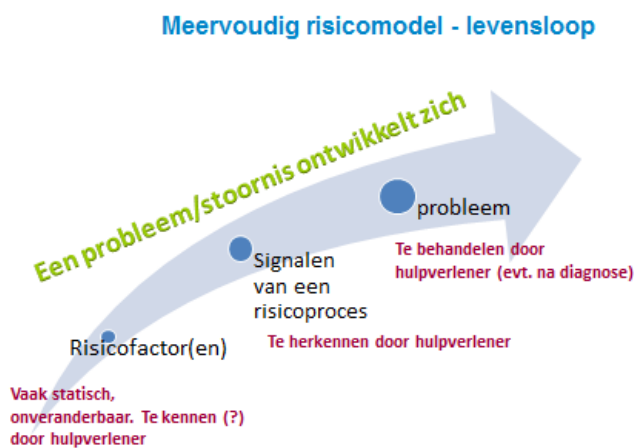 Meervoudig risicomodel - levensloop
Een probleem/stoornis ontwikkelt zich
probleem
Te behandelen door
hulpverlener (evt. na diagnose)
Signalen
van een
risicoproces
Te herkennen door hulpverlener
Risicofactor(en)
Vaak statisch,
onveranderbaar. Te kennen (?)
door hulpverlener